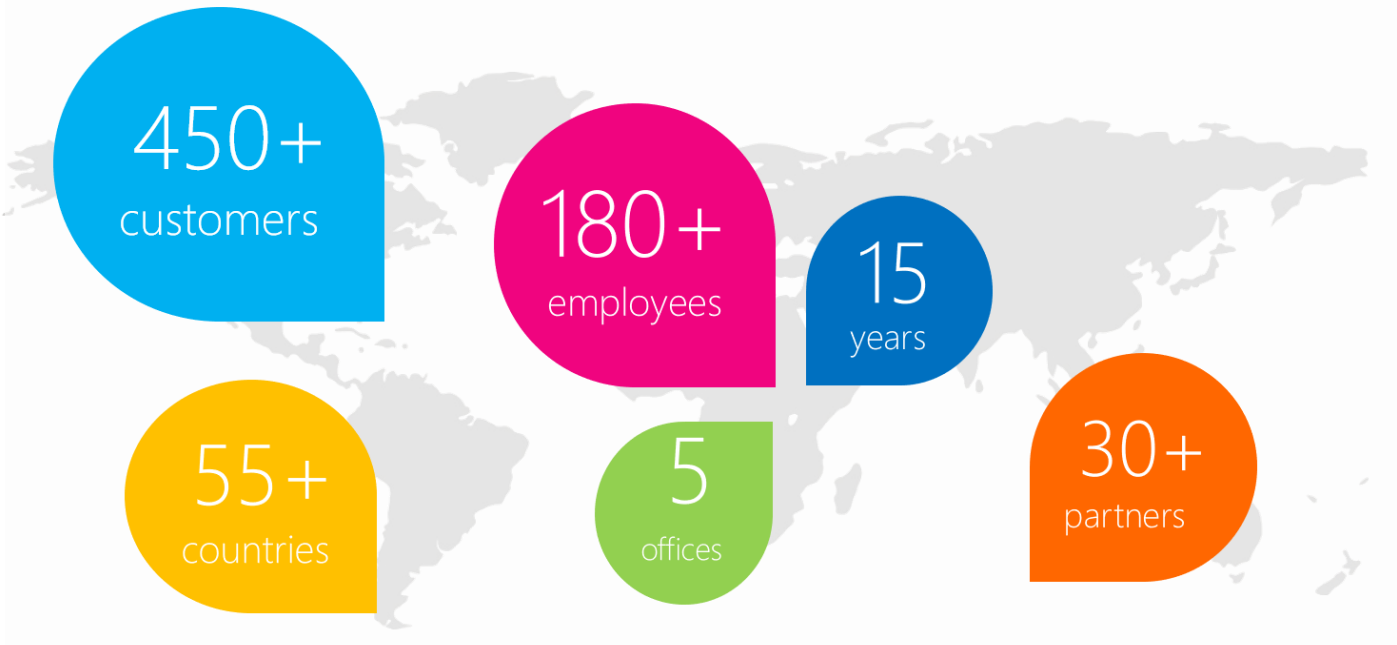 450+
customers
180+
employees
15
years
55+
countries
5
offices
30+
partners